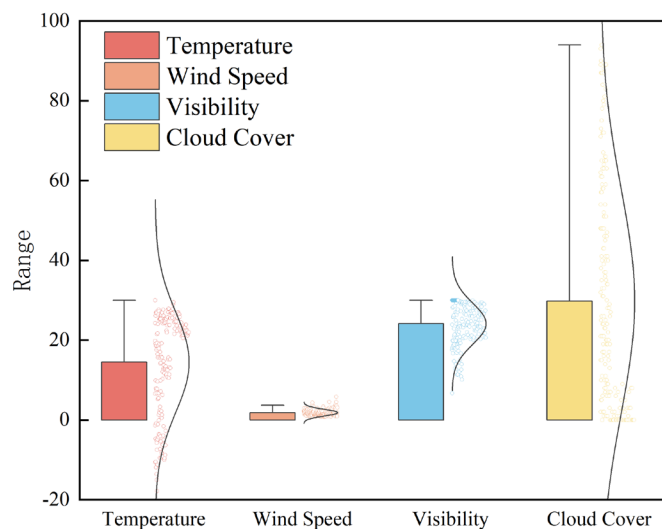 100
80
60
40
20
0
-20
Range
Temperature
Wind Speed
Visibility
Cloud Cover
Temperature Wind Speed Visibility Cloud Cover